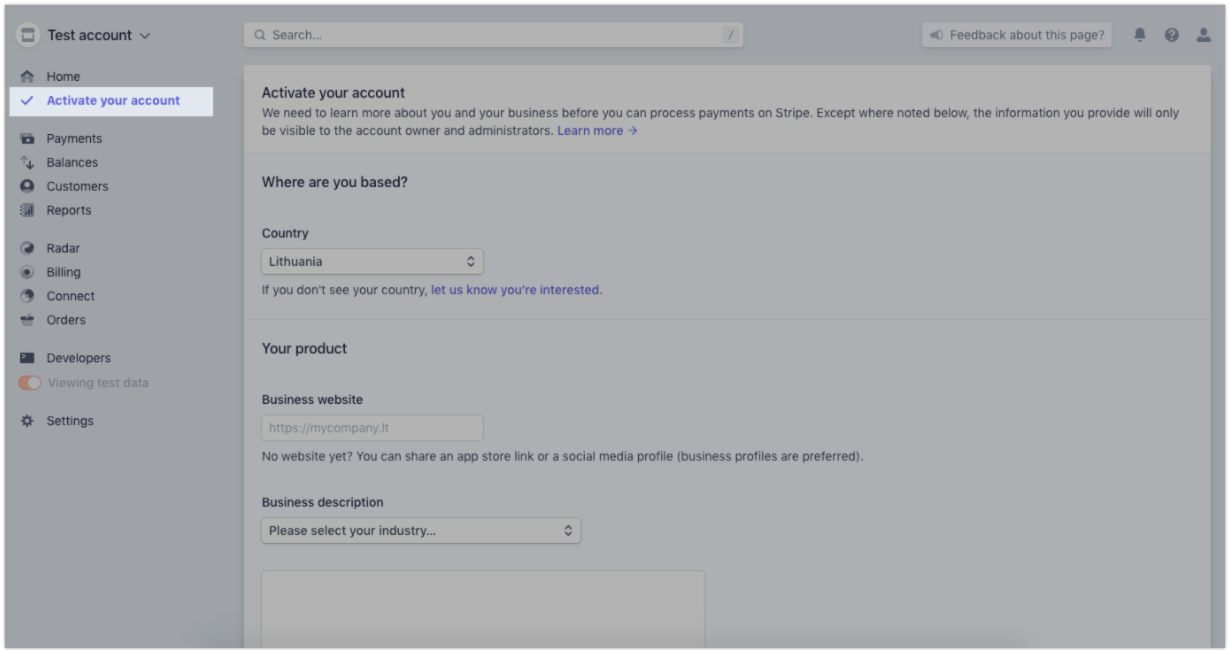 Test account
Search...
/
Feedback about this page?
Home
Activate your account
Payments
Balances
Customers
Reports
Radar
Billing
Connect
Orders
Developers
Viewing test data
Settings
Activate your account
We need to learn more about you and your business before you can process payments on Stripe. Except where noted below, the information you provide will only
be visible to the account owner and administrators. Learn more →
Where are you based?
Country
Lithuania
If you don't see your country, let us know you're interested.
Your product
Business website
https://mycompany.lt
No website yet? You can share an app store link or a social media profile (business profiles are preferred).
Business description
Please select your industry...